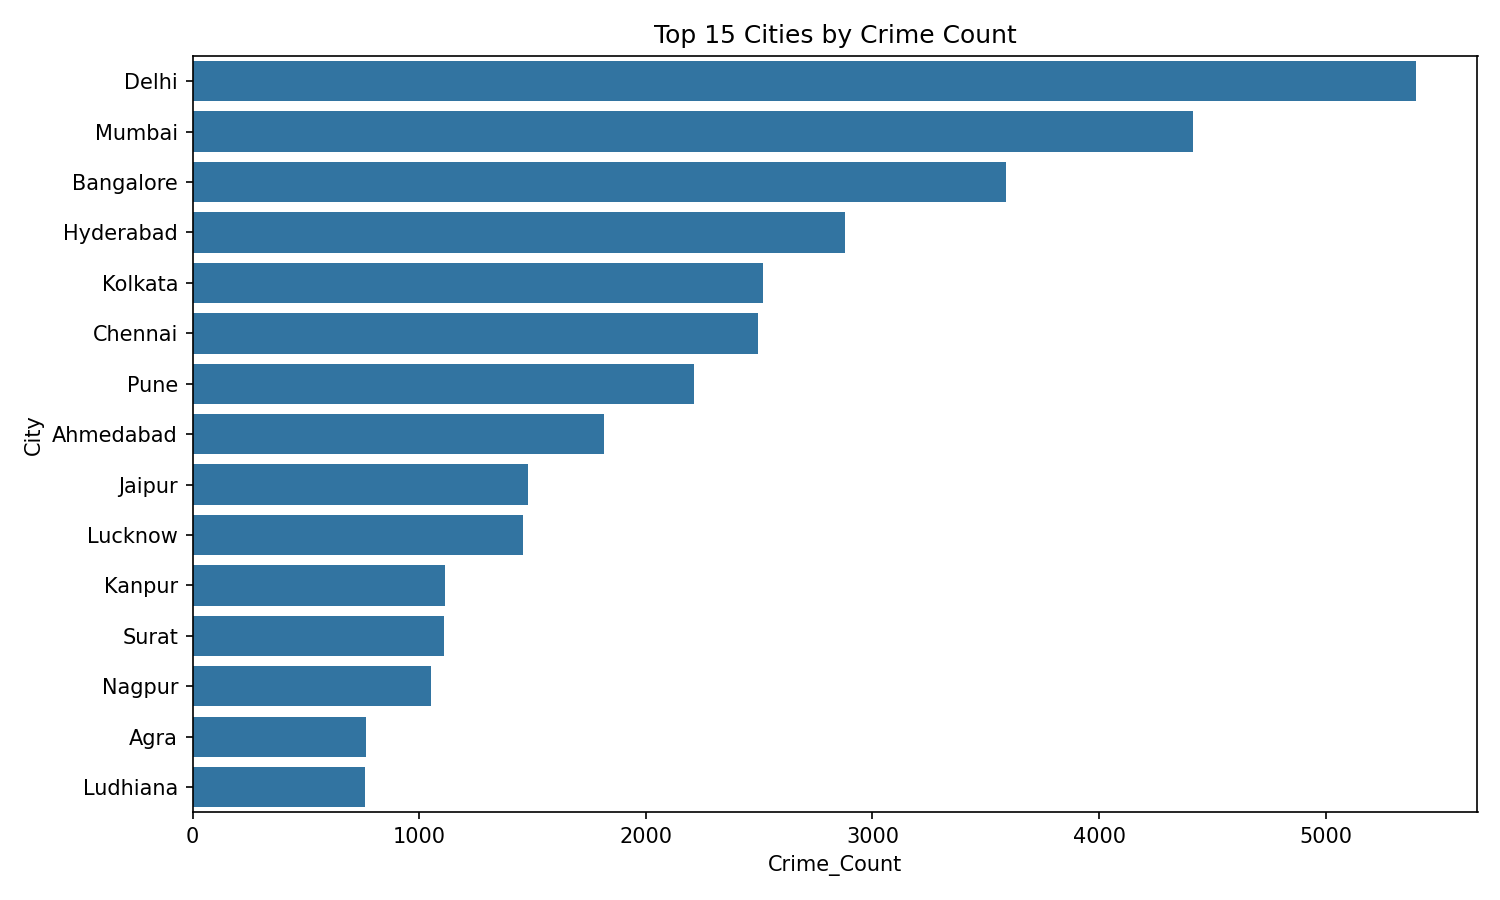 Top 15 Cities by Crime Count
City
Delhi
Mumbai
Bangalore
Hyderabad
Kolkata
Chennai
Pune
Ahmedabad
Jaipur
Lucknow
Kanpur
Surat
Nagpur
Agra
Ludhiana
0 1000 2000 3000 4000 5000
Crime_Count